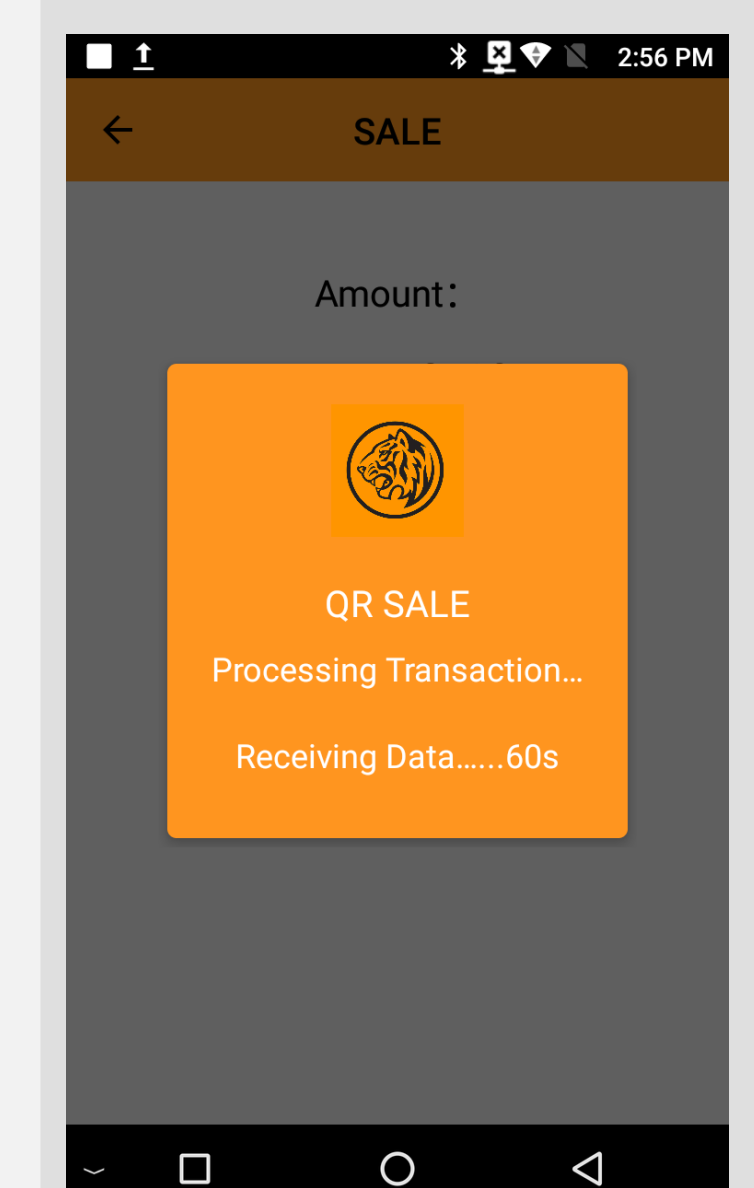 2:56 PM
SALE
Amount:
QR SALE
Processing Transaction...
Receiving Data......60s